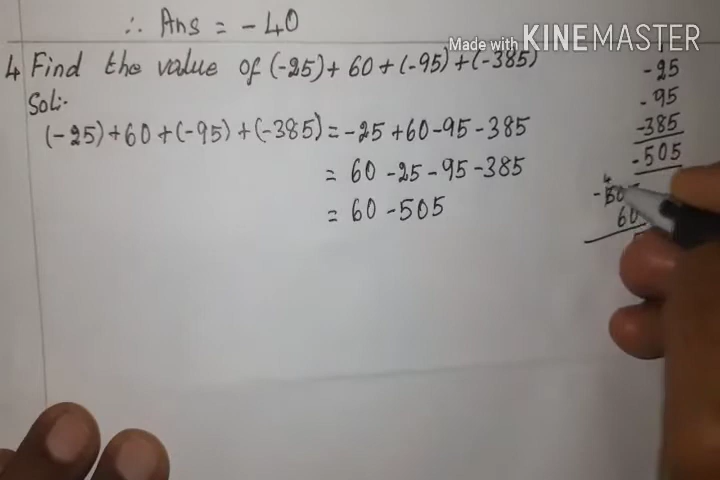 ∴ Ans = -40
Made with KINEMASTER
4 Find the value of (-25)+60+(-95)+(-385)
Sol:-
(-25)+60+(-95)+(-385) = -25+60-95-385
= 60-25-95-385
= 60-505
-25
-95
-385
-505
4
60